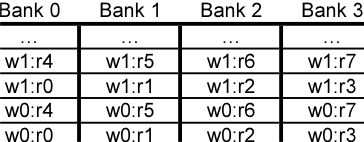 Bank 0 Bank 1 Bank 2 Bank 3
... ... ... ...
w1:r4 w1:r5 w1:r6 w1:r7
w1:r0 w1:r1 w1:r2 w1:r3
w0:r4 w0:r5 w0:r6 w0:r7
w0:r0 w0:r1 w0:r2 w0:r3